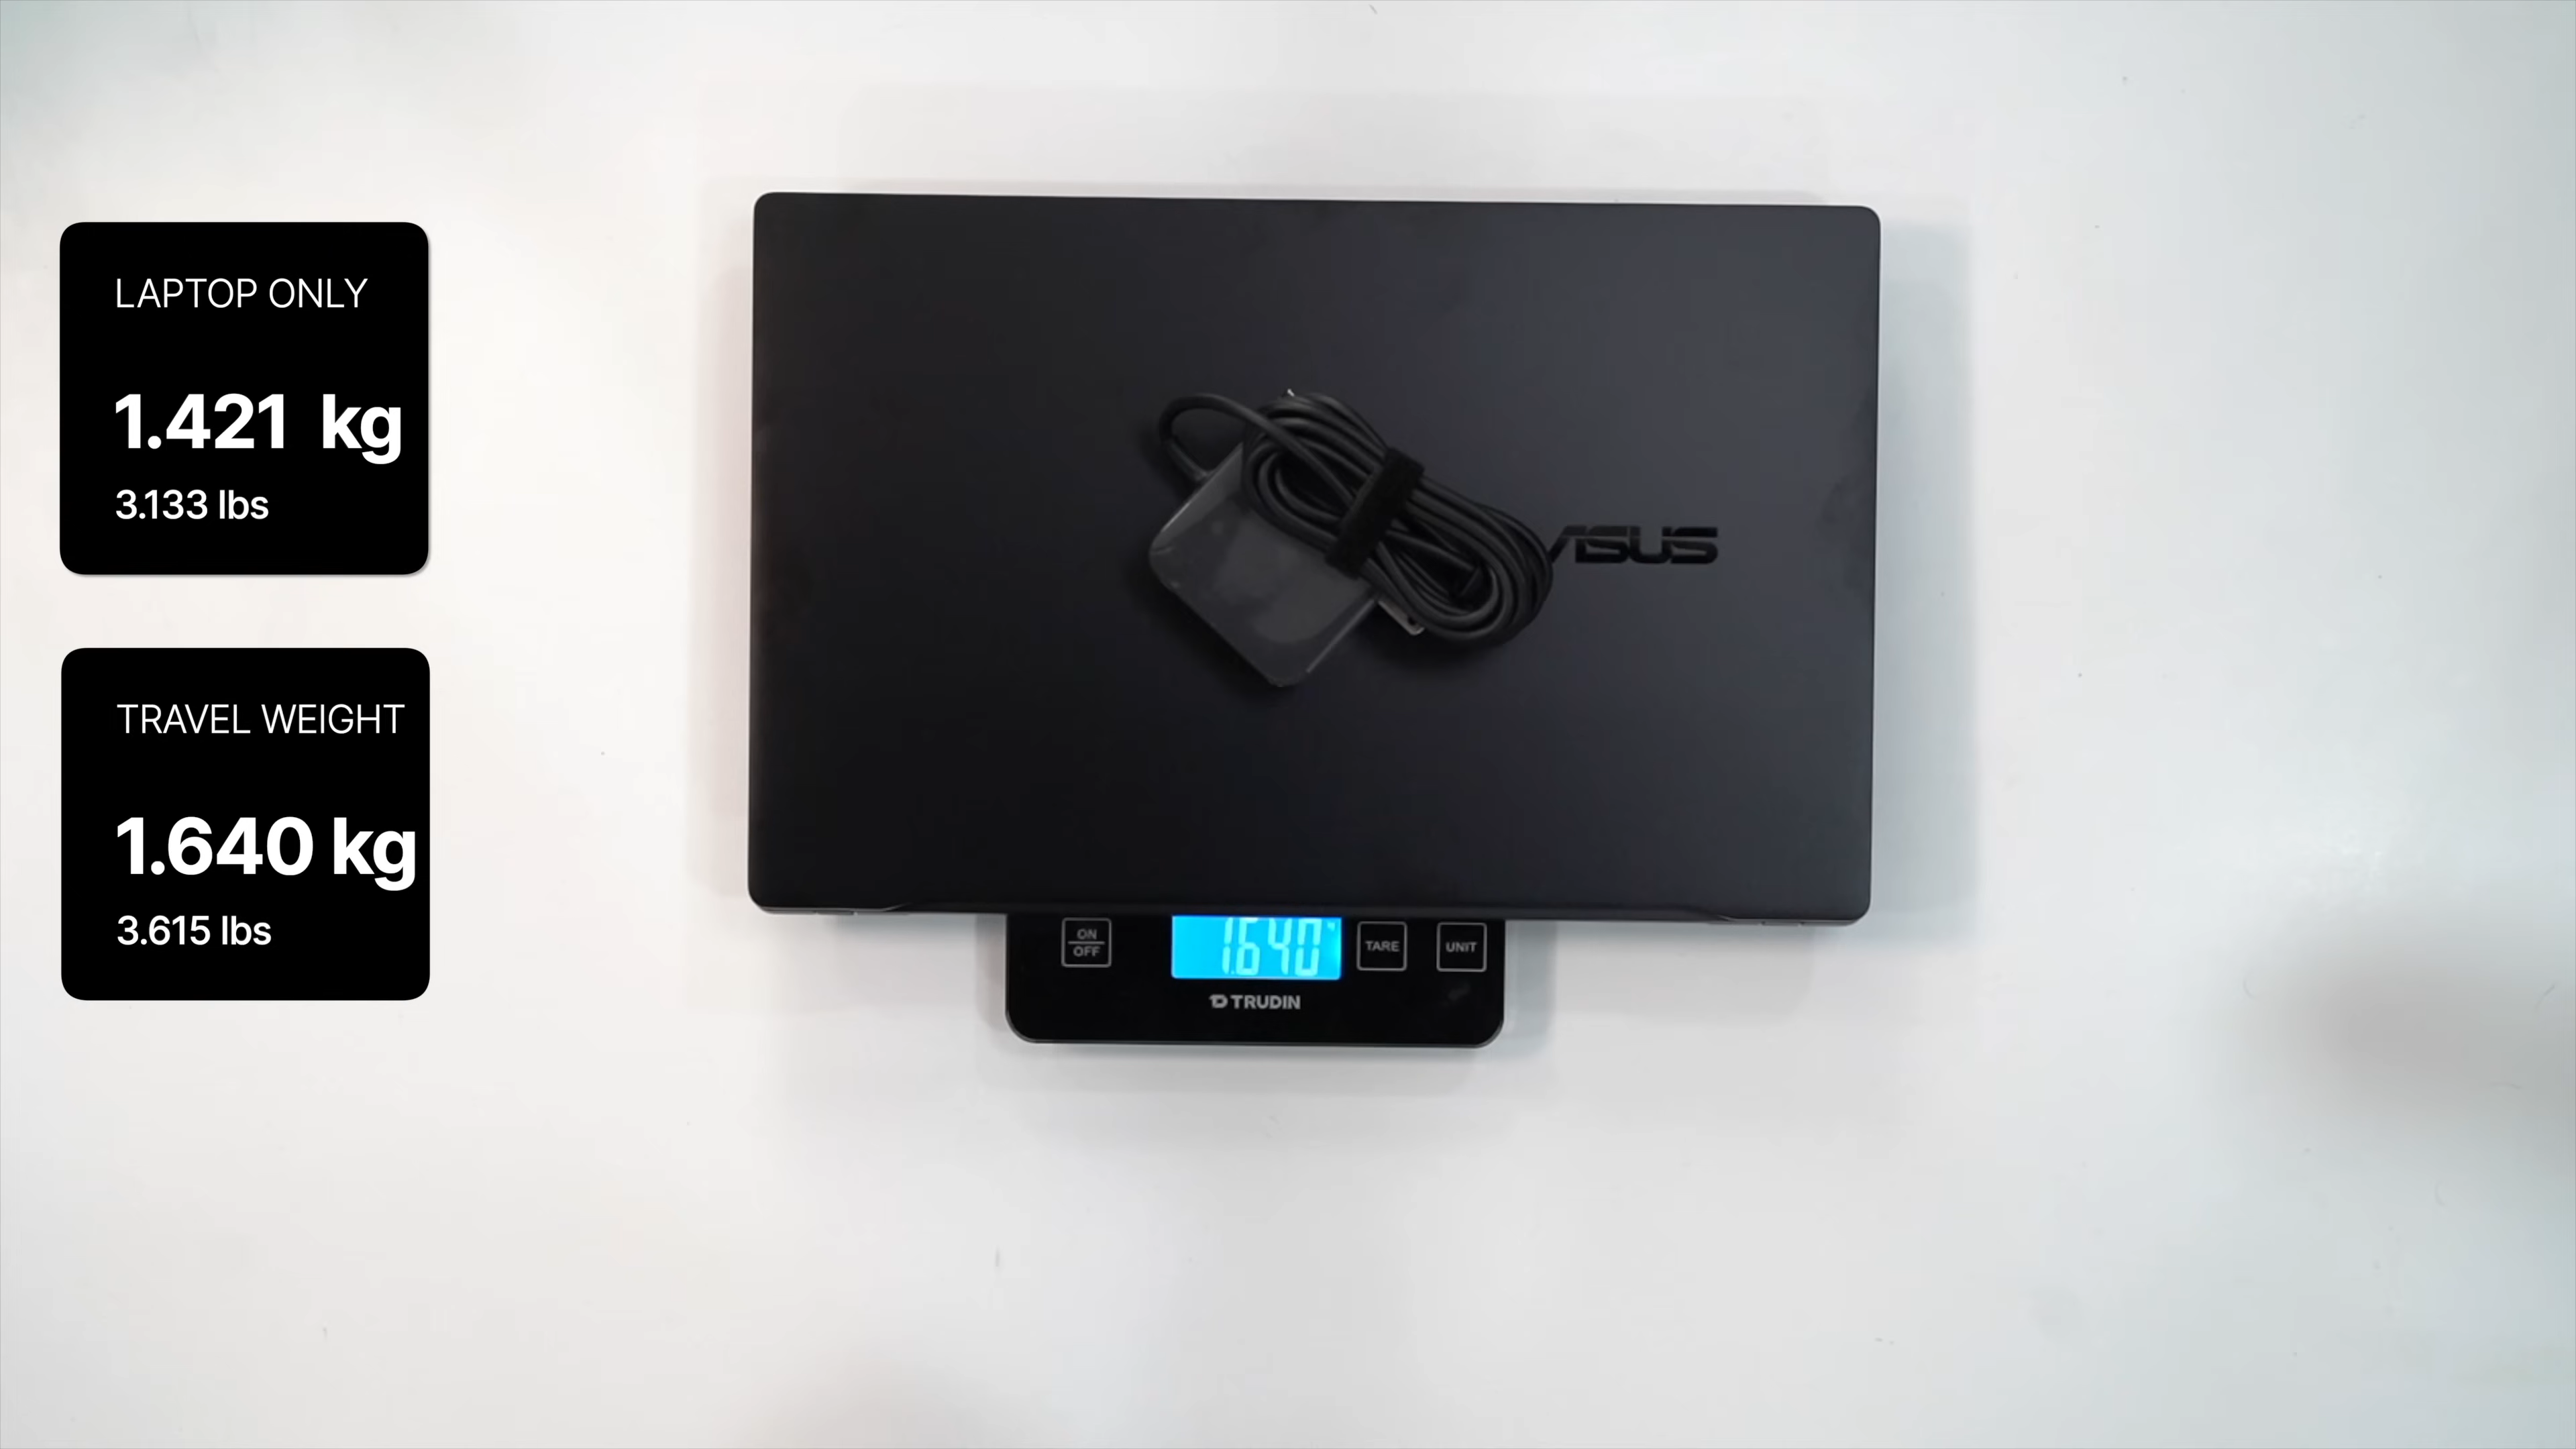 LAPTOP ONLY
1.421 kg
3.133 lbs
TRAVEL WEIGHT
1.640 kg
3.615 lbs
ASUS
ON
OFF
1.640
TARE
UNIT
TRUDIN